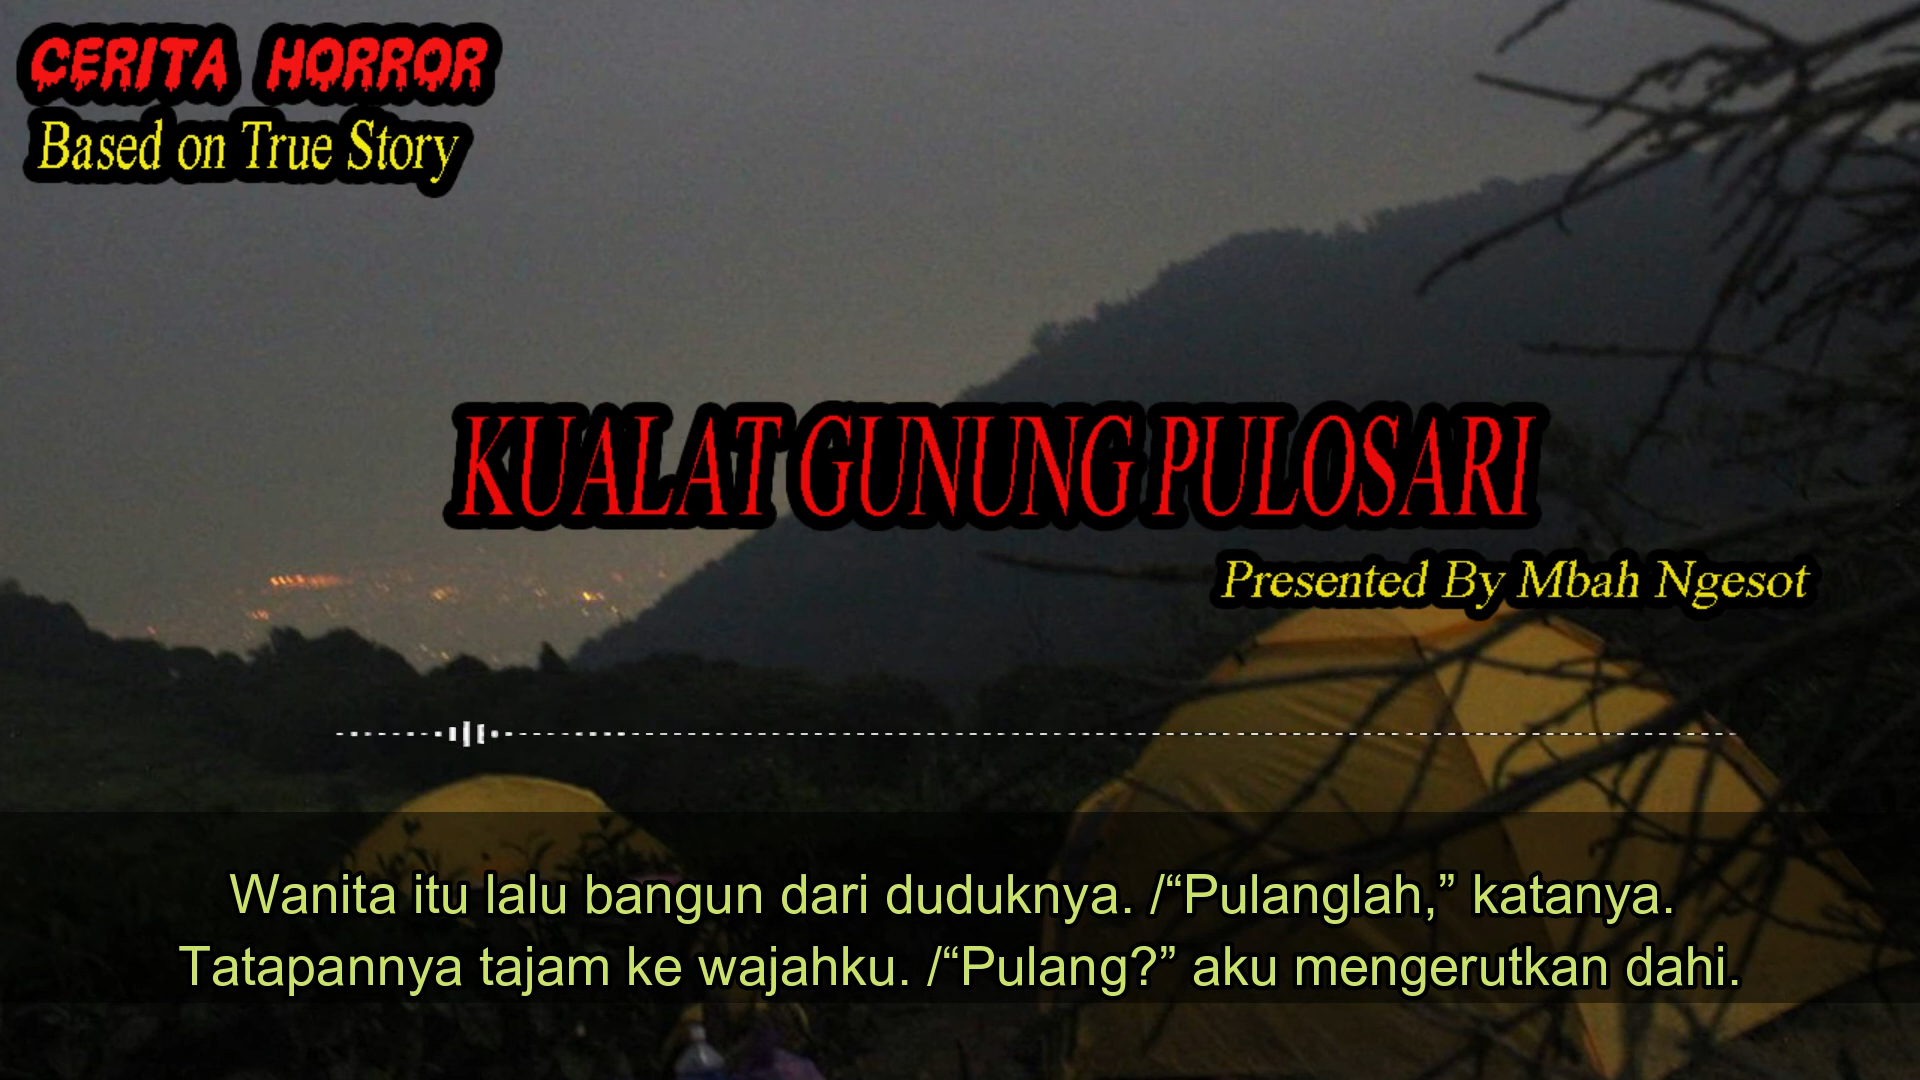 CERITA HORROR
Based on True Story
KUALAT GUNUNG PULOSARI
Presented By Mbah Ngesot
Wanita itu lalu bangun dari duduknya. /“Pulanglah,” katanya.
Tatapannya tajam ke wajahku. /“Pulang?” aku mengerutkan dahi.